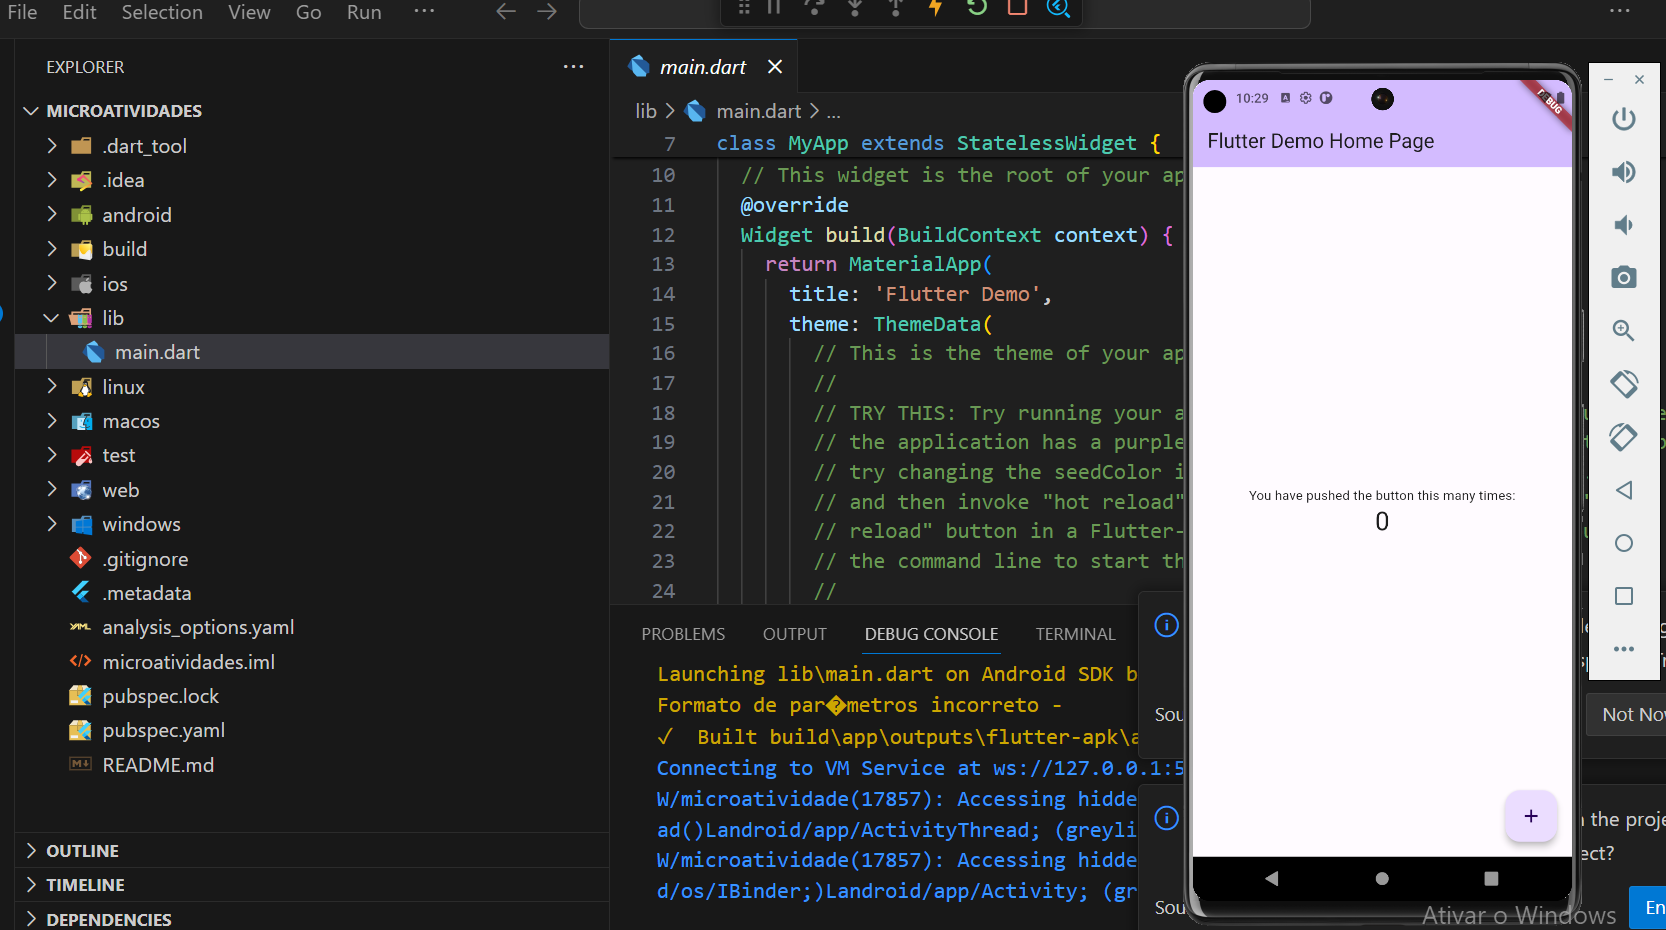 File Edit Selection View Go Run ...
EXPLORER
MICROATIVIDADES
.dart_tool
.idea
android
build
ios
lib
main.dart
linux
macos
test
web
windows
.gitignore
.metadata
analysis_options.yaml
microatividades.iml
pubspec.lock
pubspec.yaml
README.md
OUTLINE
TIMELINE
DEPENDENCIES
main.dart
lib > main.dart > ...
7 class MyApp extends StatelessWidget {
10 // This widget is the root of your ap
11 @override
12 Widget build(BuildContext context) {
13 return MaterialApp(
14 title: 'Flutter Demo',
15 theme: ThemeData(
16 // This is the theme of your ap
17 //
18 // TRY THIS: Try running your a
19 // the application has a purple
20 // try changing the seedColor i
21 // and then invoke "hot reload"
22 // reload" button in a Flutter-
23 // the command line to start th
24 //
PROBLEMS OUTPUT DEBUG CONSOLE TERMINAL
Launching lib\main.dart on Android SDK b
Formato de par�metros incorreto -
✓ Built build\app\outputs\flutter-apk\a
Connecting to VM Service at ws://127.0.0.1:5
W/microatividade(17857): Accessing hidde
ad()Landroid/app/ActivityThread; (greyli
W/microatividade(17857): Accessing hidde
d/os/IBinder;)Landroid/app/Activity; (gr
10:29
DEBUG
Flutter Demo Home Page
You have pushed the button this many times:
0
+
Sou
Not Nov
n the proje
ect?
Sou
En
Ativar o Windows